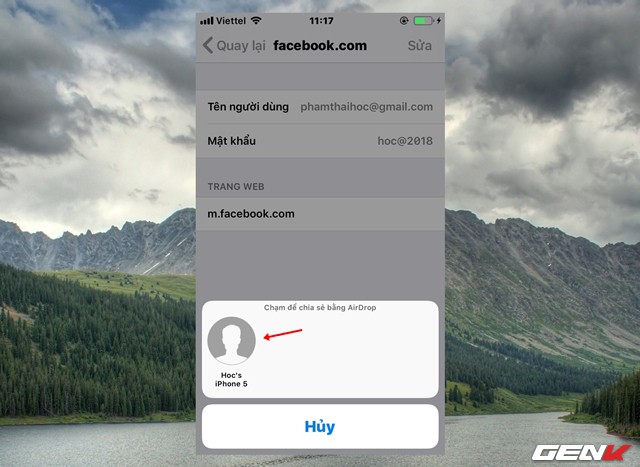 Viettel 11:17
Quay lại facebook.com Sửa
Tên người dùng phamthaihoc@gmail.com
Mật khẩu hoc@2018
TRANG WEB
m.facebook.com
Chạm để chia sẻ bằng AirDrop
Hoc's
iPhone 5
Hủy
GENK